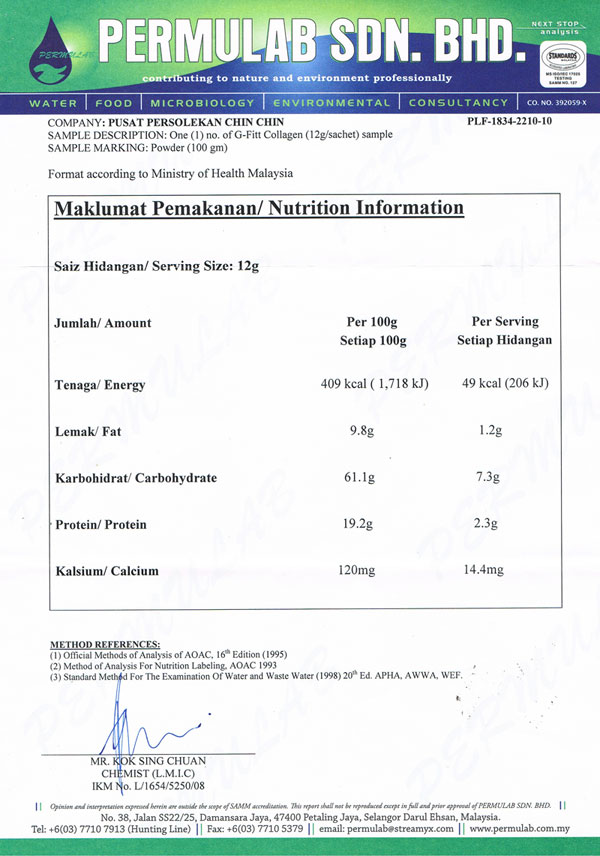 PERMULAB
PERMULAB SDN. BHD.
contributing to nature and environment professionally
NEXT STOP
analysis
STANDARDS
MALAYSIA
MS ISO/IEC 17025
TESTING
SAMM NO. 137
WATER | FOOD | MICROBIOLOGY | ENVIRONMENTAL | CONSULTANCY | CO. NO. 392059-X
COMPANY: PUSAT PERSOLEKAN CHIN CHIN PLF-1834-2210-10
SAMPLE DESCRIPTION: One (1) no. of G-Fitt Collagen (12g/sachet) sample
SAMPLE MARKING: Powder (100 gm)
Format according to Ministry of Health Malaysia
Maklumat Pemakanan/ Nutrition Information
Saiz Hidangan/ Serving Size: 12g
Jumlah/ Amount Per 100g Per Serving
Setiap 100g Setiap Hidangan
Tenaga/ Energy 409 kcal ( 1,718 kJ) 49 kcal (206 kJ)
Lemak/ Fat 9.8g 1.2g
Karbohidrat/ Carbohydrate 61.1g 7.3g
Protein/ Protein 19.2g 2.3g
Kalsium/ Calcium 120mg 14.4mg
METHOD REFERENCES:
(1) Official Methods of Analysis of AOAC, 16th Edition (1995)
(2) Method of Analysis For Nutrition Labeling, AOAC 1993
(3) Standard Method For The Examination Of Water and Waste Water (1998) 20th Ed. APHA, AWWA, WEF.
MR. KOK SING CHUAN
CHEMIST (L.M.I.C)
IKM No. L/1654/5250/08
Opinion and interpretation expressed herein are outside the scope of SAMM accreditation. This report shall not be reproduced except in full and prior approval of PERMULAB SDN. BHD.
No. 38, Jalan SS22/25, Damansara Jaya, 47400 Petaling Jaya, Selangor Darul Ehsan, Malaysia.
Tel: +6(03) 7710 7913 (Hunting Line) || Fax: +6(03) 7710 5379 || email: permulab@streamyx.com || www.permulab.com.my